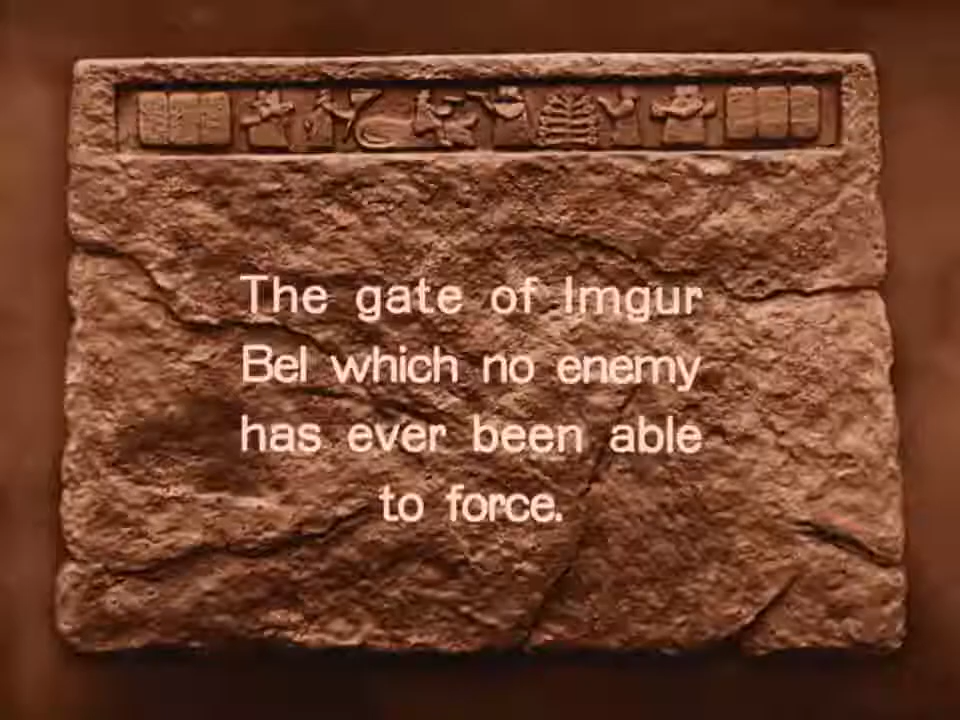 The gate of Imgur
Bel which no enemy
has ever been able
to force.